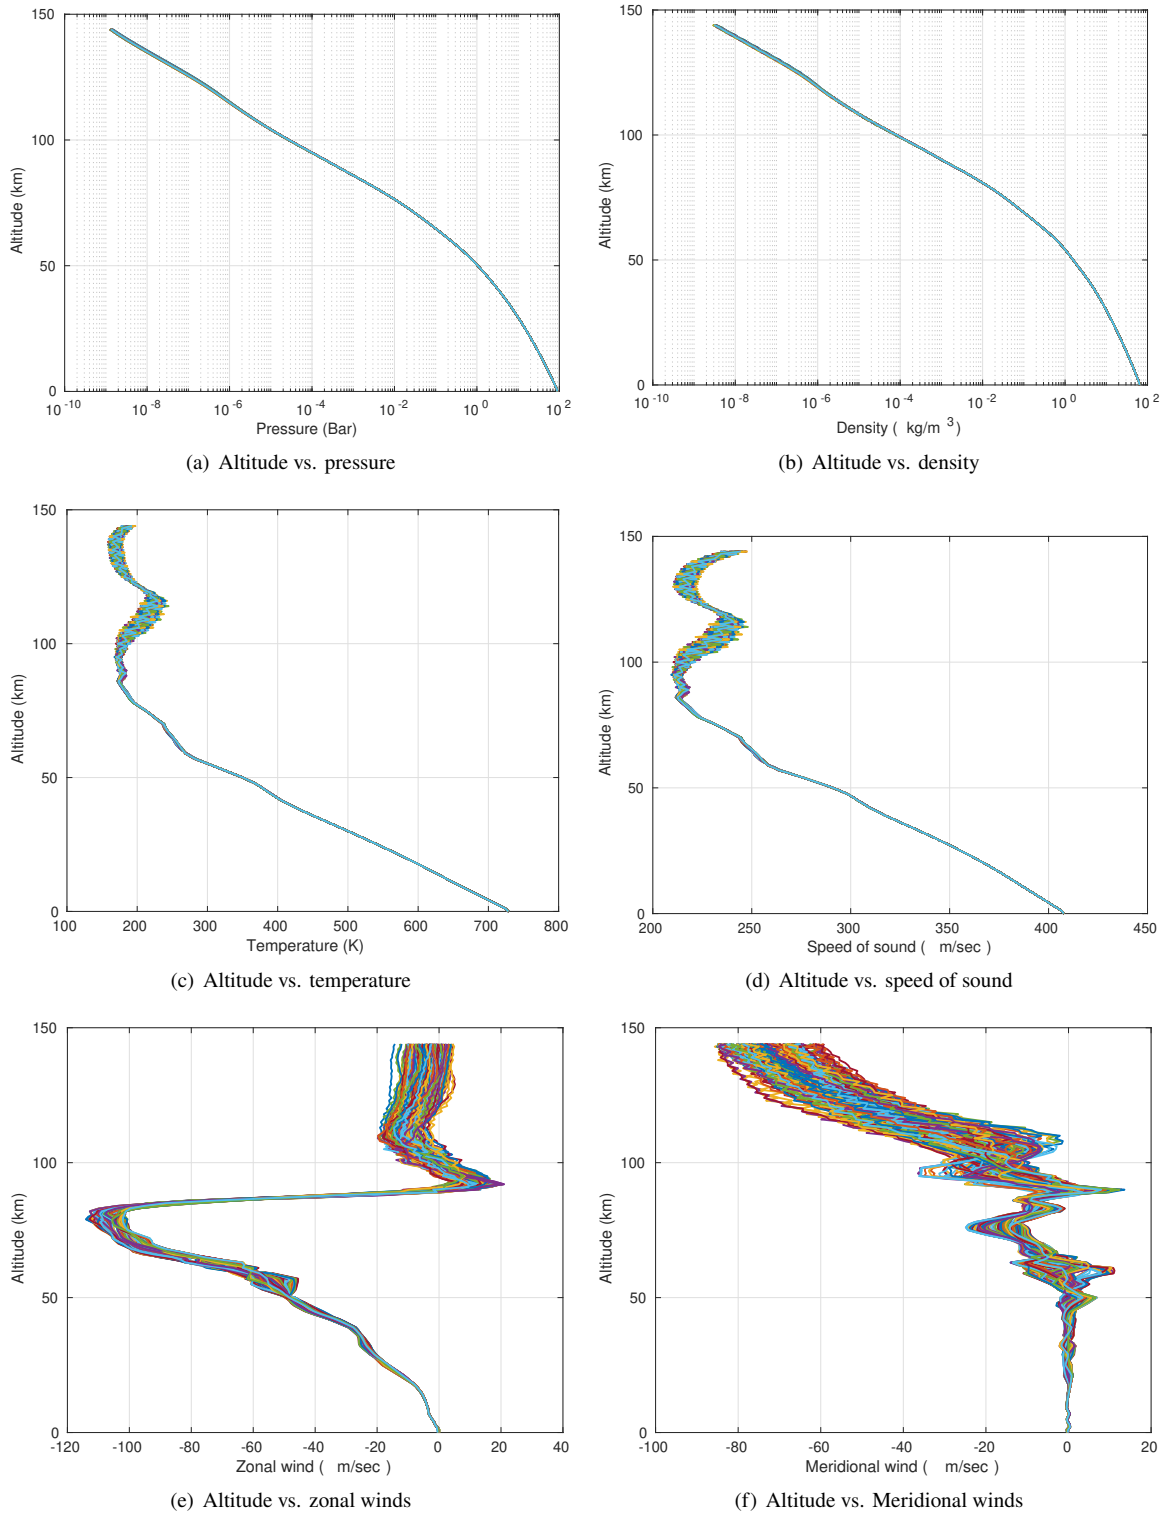 150
100
50
0
Altitude (km)
10 -10
10 -8
10 -6
10 -4
10 -2
10 0
10 2
Pressure (Bar)
(a) Altitude vs. pressure
150
100
50
0
Altitude (km)
10 -10
10 -8
10 -6
10 -4
10 -2
10 0
10 2
Density ( kg/m 3 )
(b) Altitude vs. density
150
100
50
0
Altitude (km)
100 200 300 400 500 600 700 800
Temperature (K)
(c) Altitude vs. temperature
150
100
50
0
Altitude (km)
200 250 300 350 400 450
Speed of sound ( m/sec )
(d) Altitude vs. speed of sound
150
100
50
0
Altitude (km)
-120 -100 -80 -60 -40 -20 0 20 40
Zonal wind ( m/sec )
(e) Altitude vs. zonal winds
150
100
50
0
Altitude (km)
-100 -80 -60 -40 -20 0 20
Meridional wind ( m/sec )
(f) Altitude vs. Meridional winds